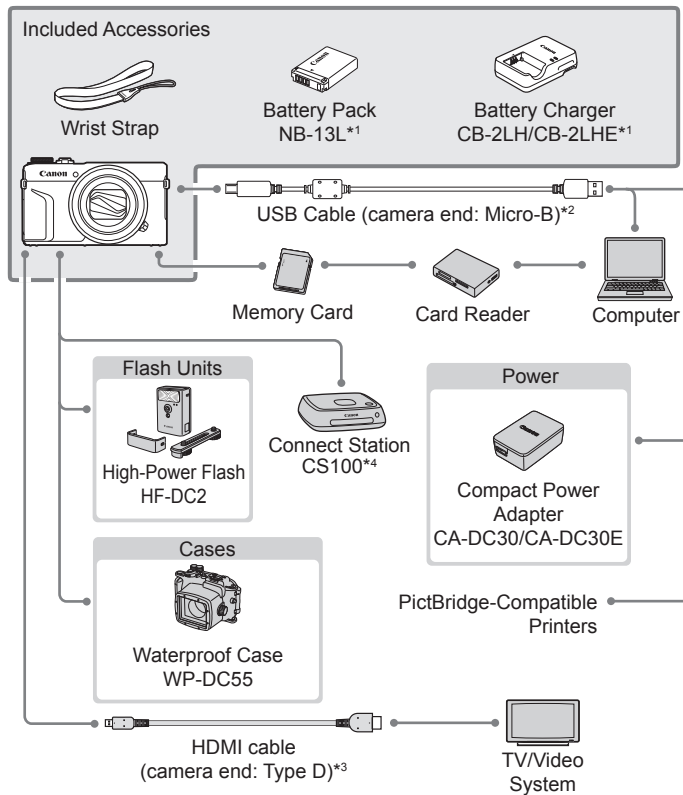 Included Accessories
Wrist Strap
Battery Pack
NB-13L*1
Battery Charger
CB-2LH/CB-2LHE*1
Canon
USB Cable (camera end: Micro-B)*2
Memory Card
Card Reader
Computer
Flash Units
High-Power Flash
HF-DC2
Connect Station
CS100*4
Power
Compact Power
Adapter
CA-DC30/CA-DC30E
Cases
Waterproof Case
WP-DC55
PictBridge-Compatible
Printers
HDMI cable
(camera end: Type D)*3
TV/Video
System